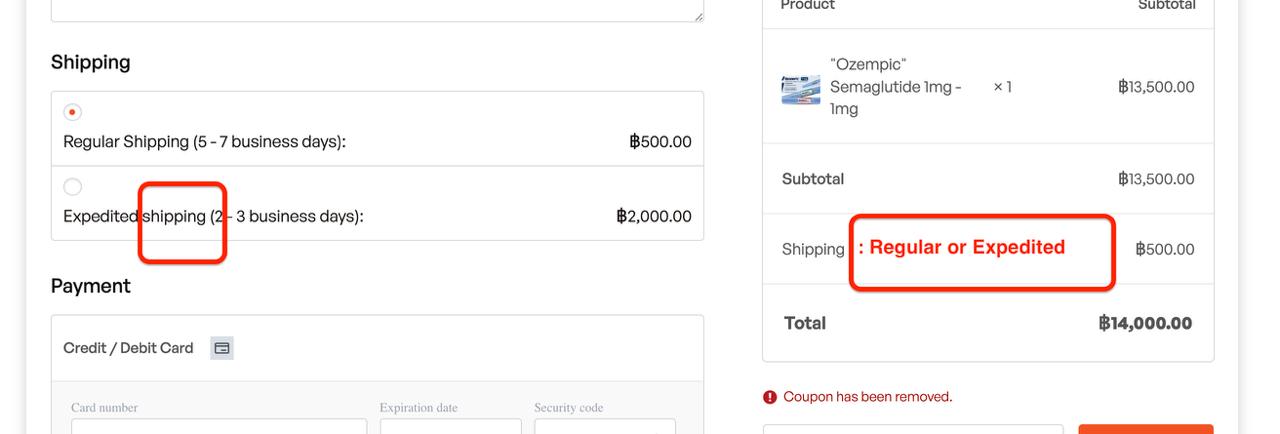 Product Subtotal
Shipping
Regular Shipping (5 - 7 business days): ฿500.00
Expedited shipping (2 - 3 business days): ฿2,000.00
Payment
Credit / Debit Card
Card number Expiration date Security code
"Ozempic"
Semaglutide 1mg -
1mg
× 1 ฿13,500.00
Subtotal ฿13,500.00
Shipping : Regular or Expedited ฿500.00
Total ฿14,000.00
Coupon has been removed.